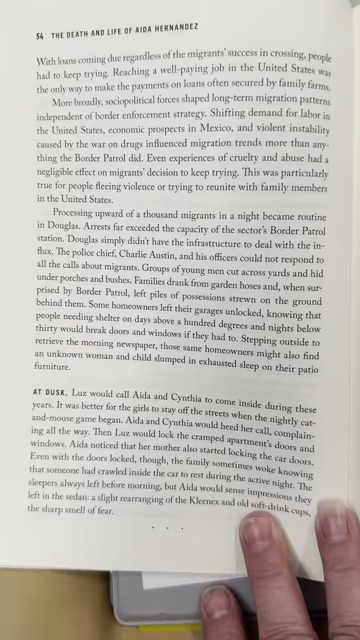 54 THE DEATH AND LIFE OF AIDA HERNANDEZ
With loans coming due regardless of the migrants' success in crossing, people
had to keep trying. Reaching a well-paying job in the United States was
the only way to make the payments on loans often secured by family farms.
More broadly, sociopolitical forces shaped long-term migration patterns
independent of border enforcement strategy. Shifting demand for labor in
the United States, economic prospects in Mexico, and violent instability
caused by the war on drugs influenced migration trends more than any-
thing the Border Patrol did. Even experiences of cruelty and abuse had a
negligible effect on migrants' decision to keep trying. This was particularly
true for people fleeing violence or trying to reunite with family members
in the United States.
Processing upward of a thousand migrants in a night became routine
in Douglas. Arrests far exceeded the capacity of the sector's Border Patrol
station. Douglas simply didn't have the infrastructure to deal with the in-
flux. The police chief, Charlie Austin, and his officers could not respond to
all the calls about migrants. Groups of young men cut across yards and hid
under porches and bushes. Families drank from garden hoses and, when sur-
prised by Border Patrol, left piles of possessions strewn on the ground
behind them. Some homeowners left their garages unlocked, knowing that
people needing shelter on days above a hundred degrees and nights below
thirty would break doors and windows if they had to. Stepping outside to
retrieve the morning newspaper, those same homeowners might also find
an unknown woman and child slumped in exhausted sleep on their patio
furniture.
AT DUSK, Luz would call Aida and Cynthia to come inside during these
years. It was better for the girls to stay off the streets when the nightly cat-
and-mouse game began. Aida and Cynthia would heed her call, complain-
ing all the way. Then Luz would lock the cramped apartment's doors and
windows. Aida noticed that her mother also started locking the car doors.
Even with the doors locked, though, the family sometimes woke knowing
that someone had crawled inside the car to rest during the active night. The
sleepers always left before morning, but Aida would sense impressions they
left in the sedan: a slight rearranging of the Kleenex and old soft-drink cups,
the sharp smell of fear.
. . .